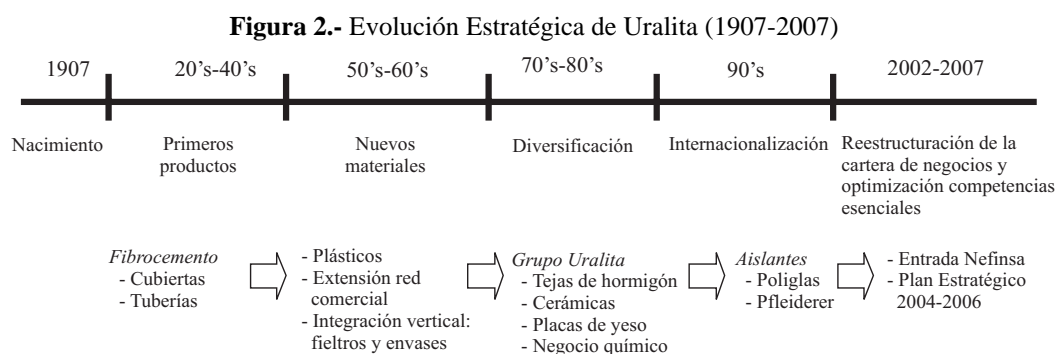 Figura 2.- Evolución Estratégica de Uralita (1907-2007)
1907
20's-40's
50's-60's
70's-80's
90's
2002-2007
Nacimiento
Primeros
productos
Nuevos
materiales
Diversificación
Internacionalización
Reestructuración de la
cartera de negocios y
optimización competencias
esenciales
Fibrocemento
- Cubiertas
- Tuberías
- Plásticos
- Extensión red
comercial
- Integración vertical:
fieltros y envases
Grupo Uralita
- Tejas de hormigón
- Cerámicas
- Placas de yeso
- Negocio químico
Aislantes
- Poliglas
- Pfleiderer
- Entrada Nefinsa
- Plan Estratégico
2004-2006